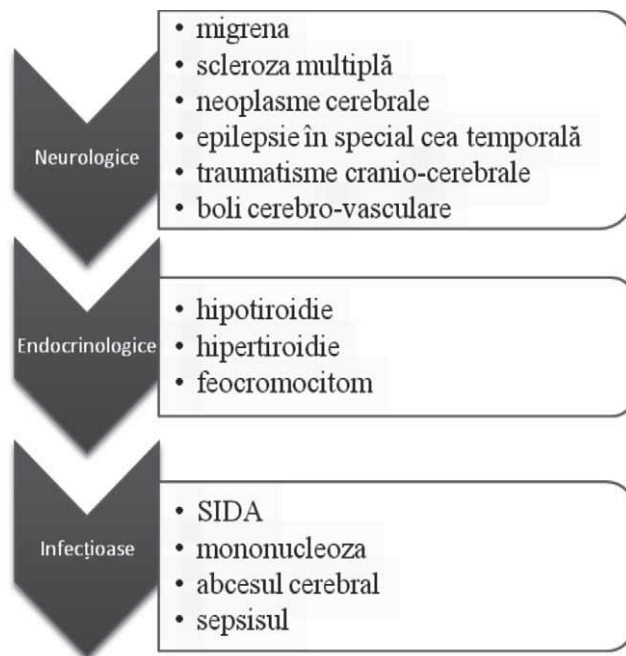 Neurologice
• migrena
• scleroza multiplă
• neoplasme cerebrale
• epilepsie în special cea temporală
• traumatisme cranio-cerebrale
• boli cerebro-vasculare
Endocrinologice
• hipotiroidie
• hipertiroidie
• feocromocitom
Infecțioase
• SIDA
• mononucleoza
• abcesul cerebral
• sepsisul